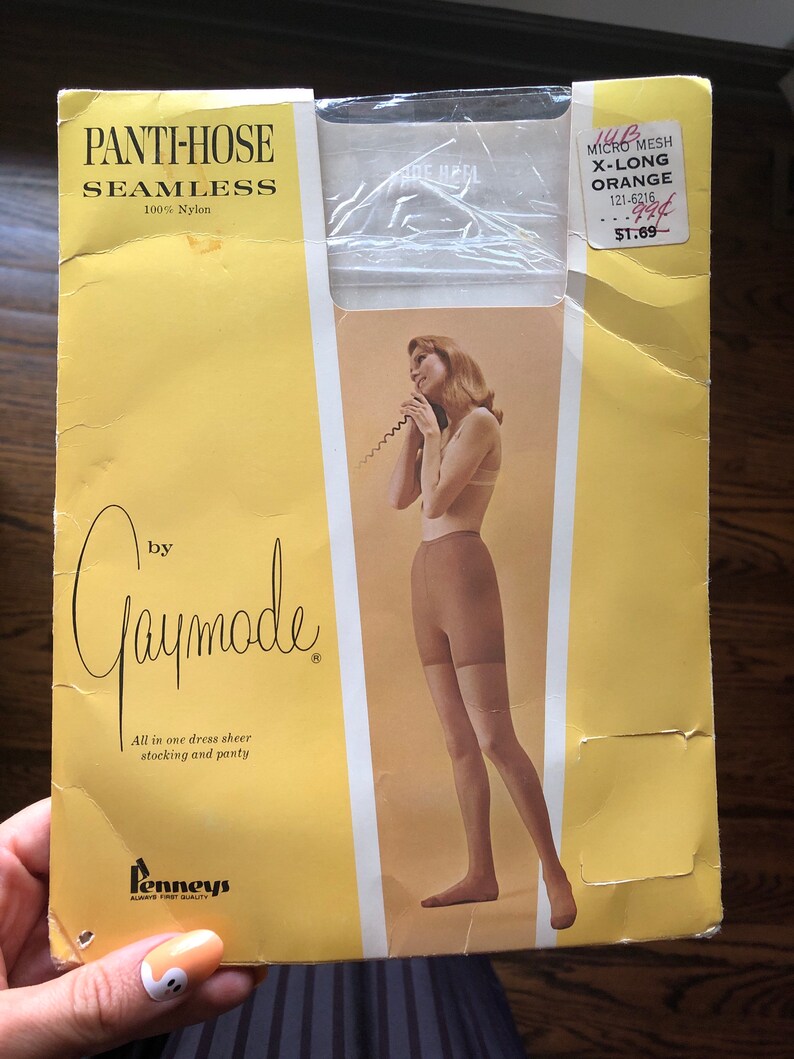 PANTI-HOSE
SEAMLESS
100% Nylon
HEEL
14B
MICRO MESH
X-LONG
ORANGE
121-6216
- - - 99¢
$1.69
by
Gaymode®
All in one dress sheer
stocking and panty
Penneys
ALWAYS FIRST QUALITY